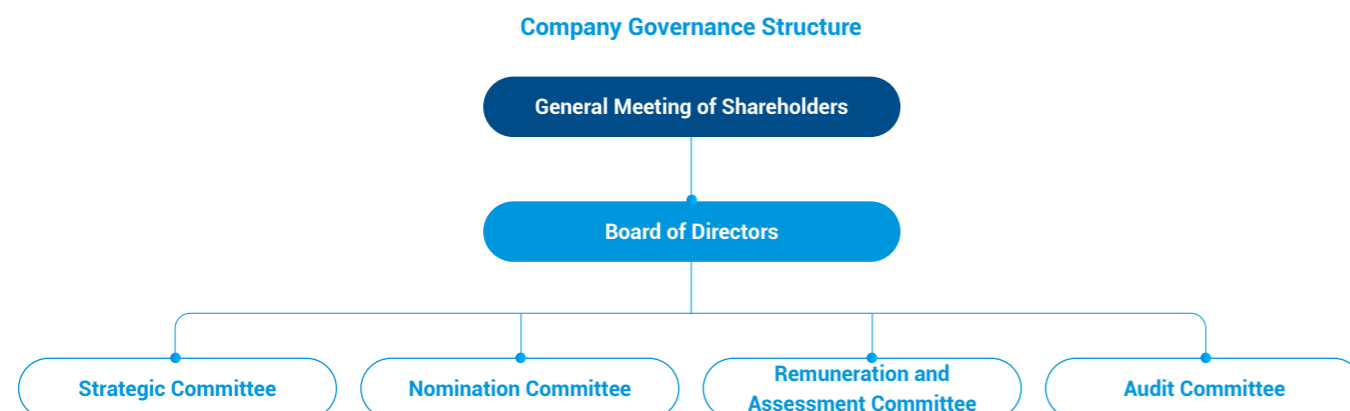 Company Governance Structure
General Meeting of Shareholders
Board of Directors
Strategic Committee
Nomination Committee
Remuneration and
Assessment Committee
Audit Committee